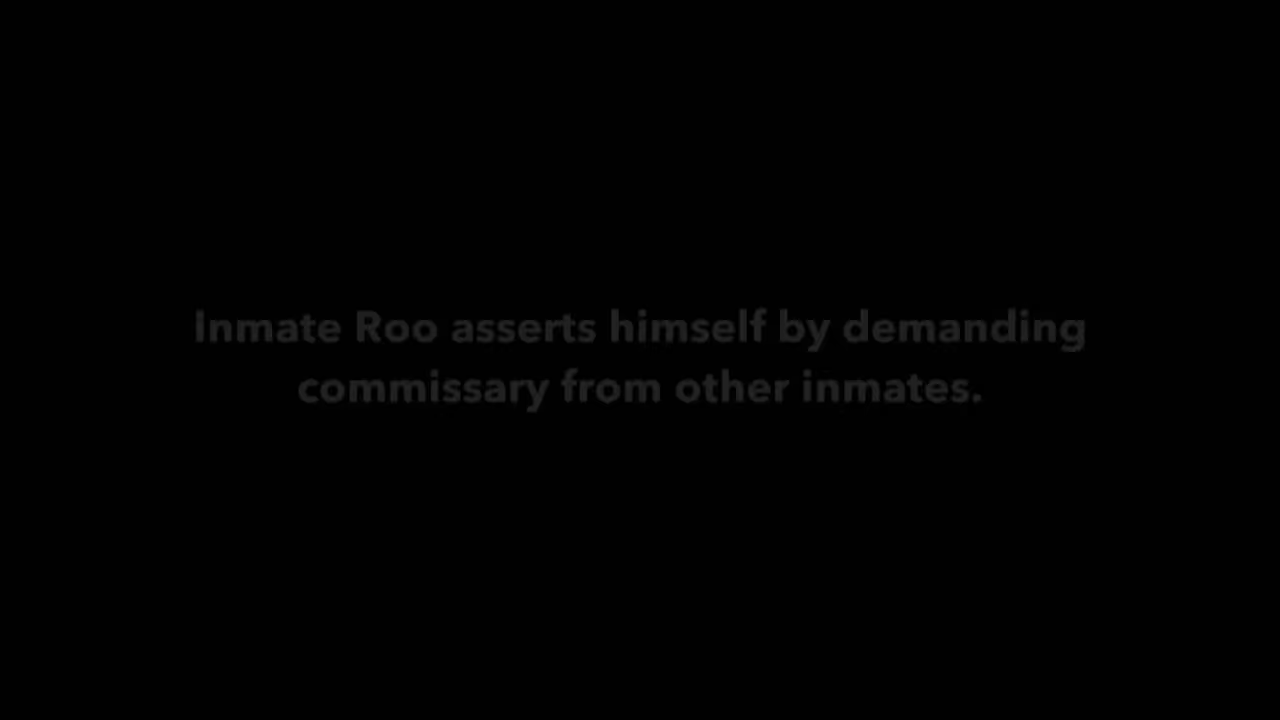 Inmate Roo asserts himself by demanding
commissary from other inmates.